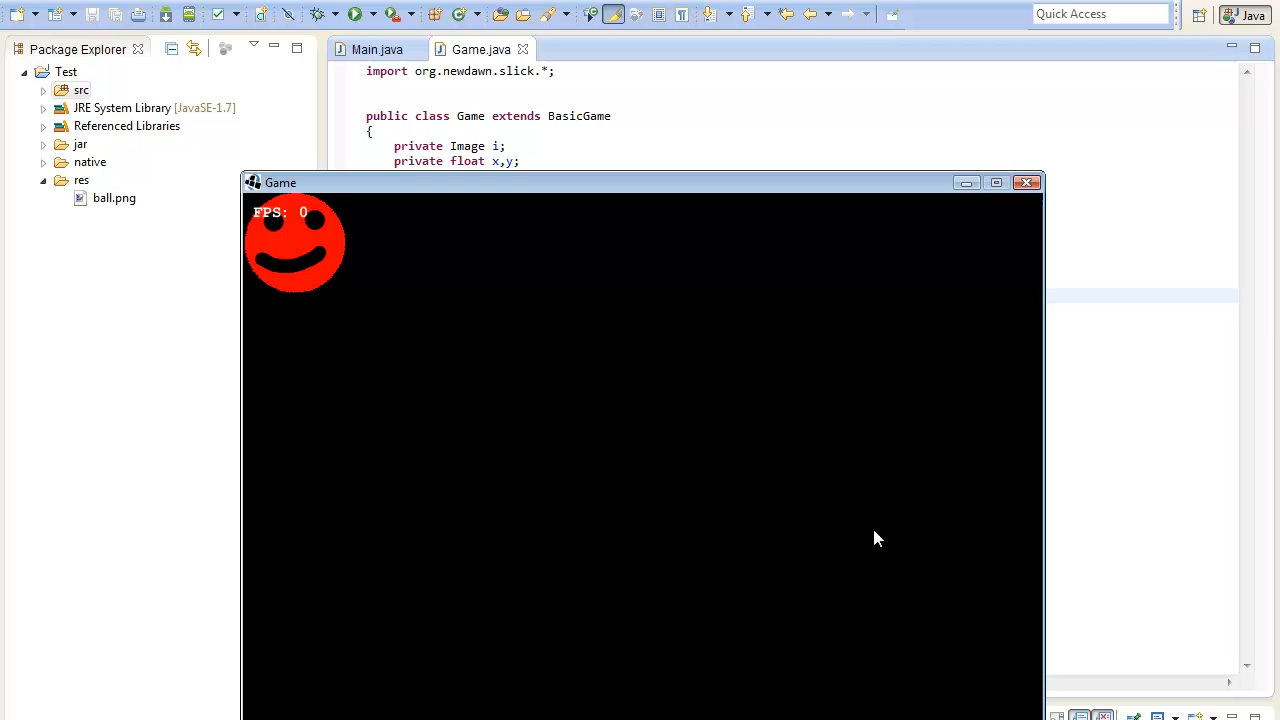 Quick Access
Java
Package Explorer
Main.java
Game.java
Test
src
JRE System Library [JavaSE-1.7]
Referenced Libraries
jar
native
res
ball.png
import org.newdawn.slick.*;
public class Game extends BasicGame
{
private Image i;
private float x,y;
Game
FPS: 0